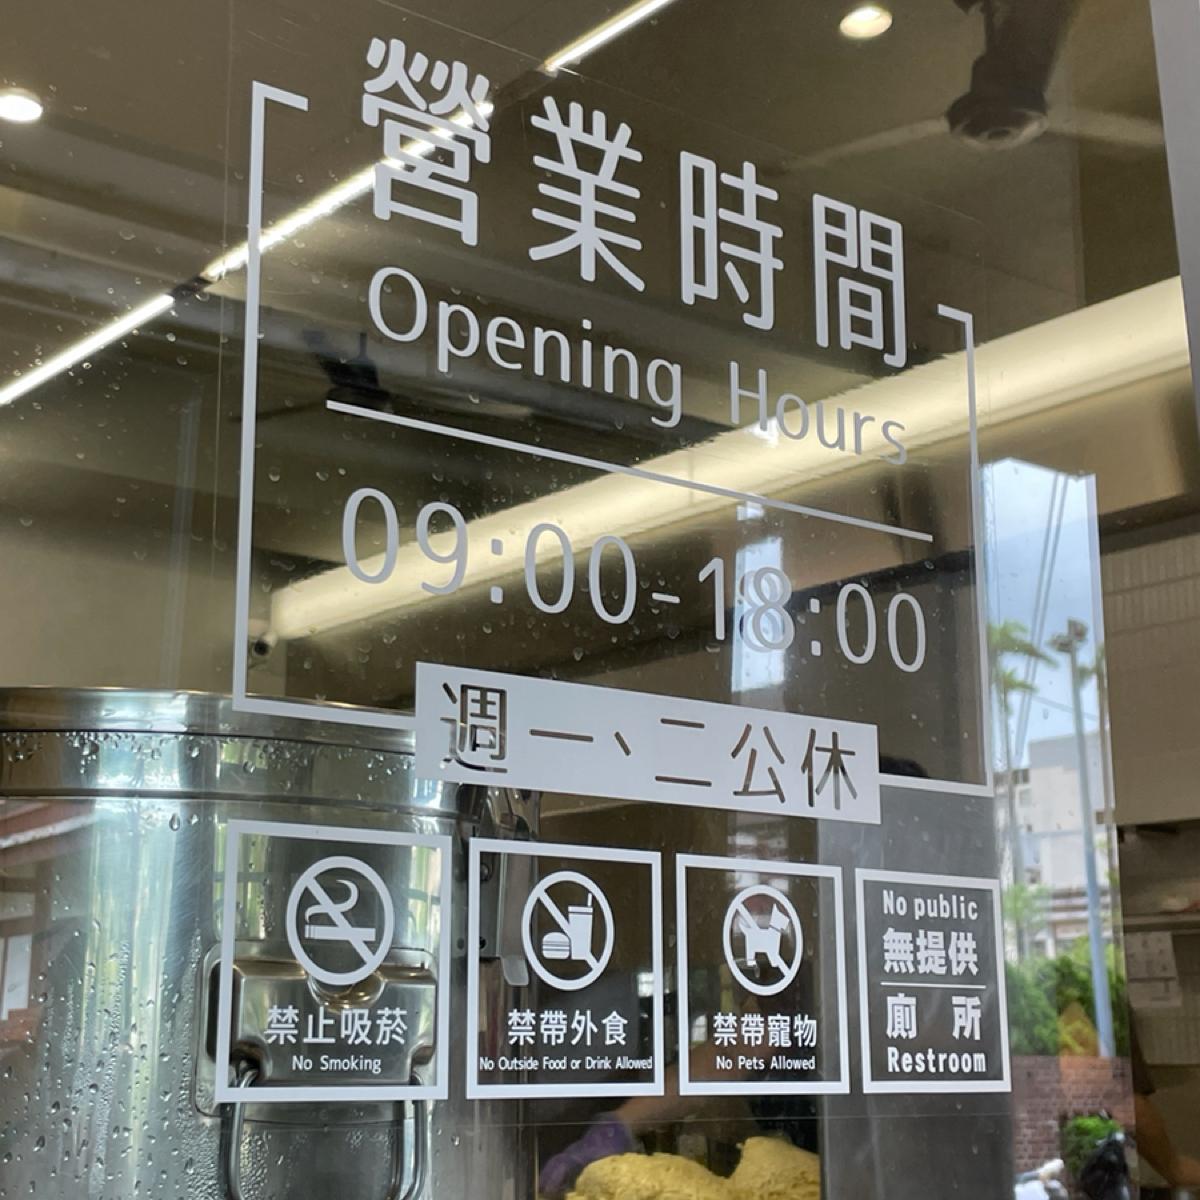 營業時間
Opening Hours
09:00-18:00
週一、二公休
禁止吸菸
No Smoking
禁帶外食
No Outside Food or Drink Allowed
禁帶寵物
No Pets Allowed
No public
無提供
廁 所
Restroom